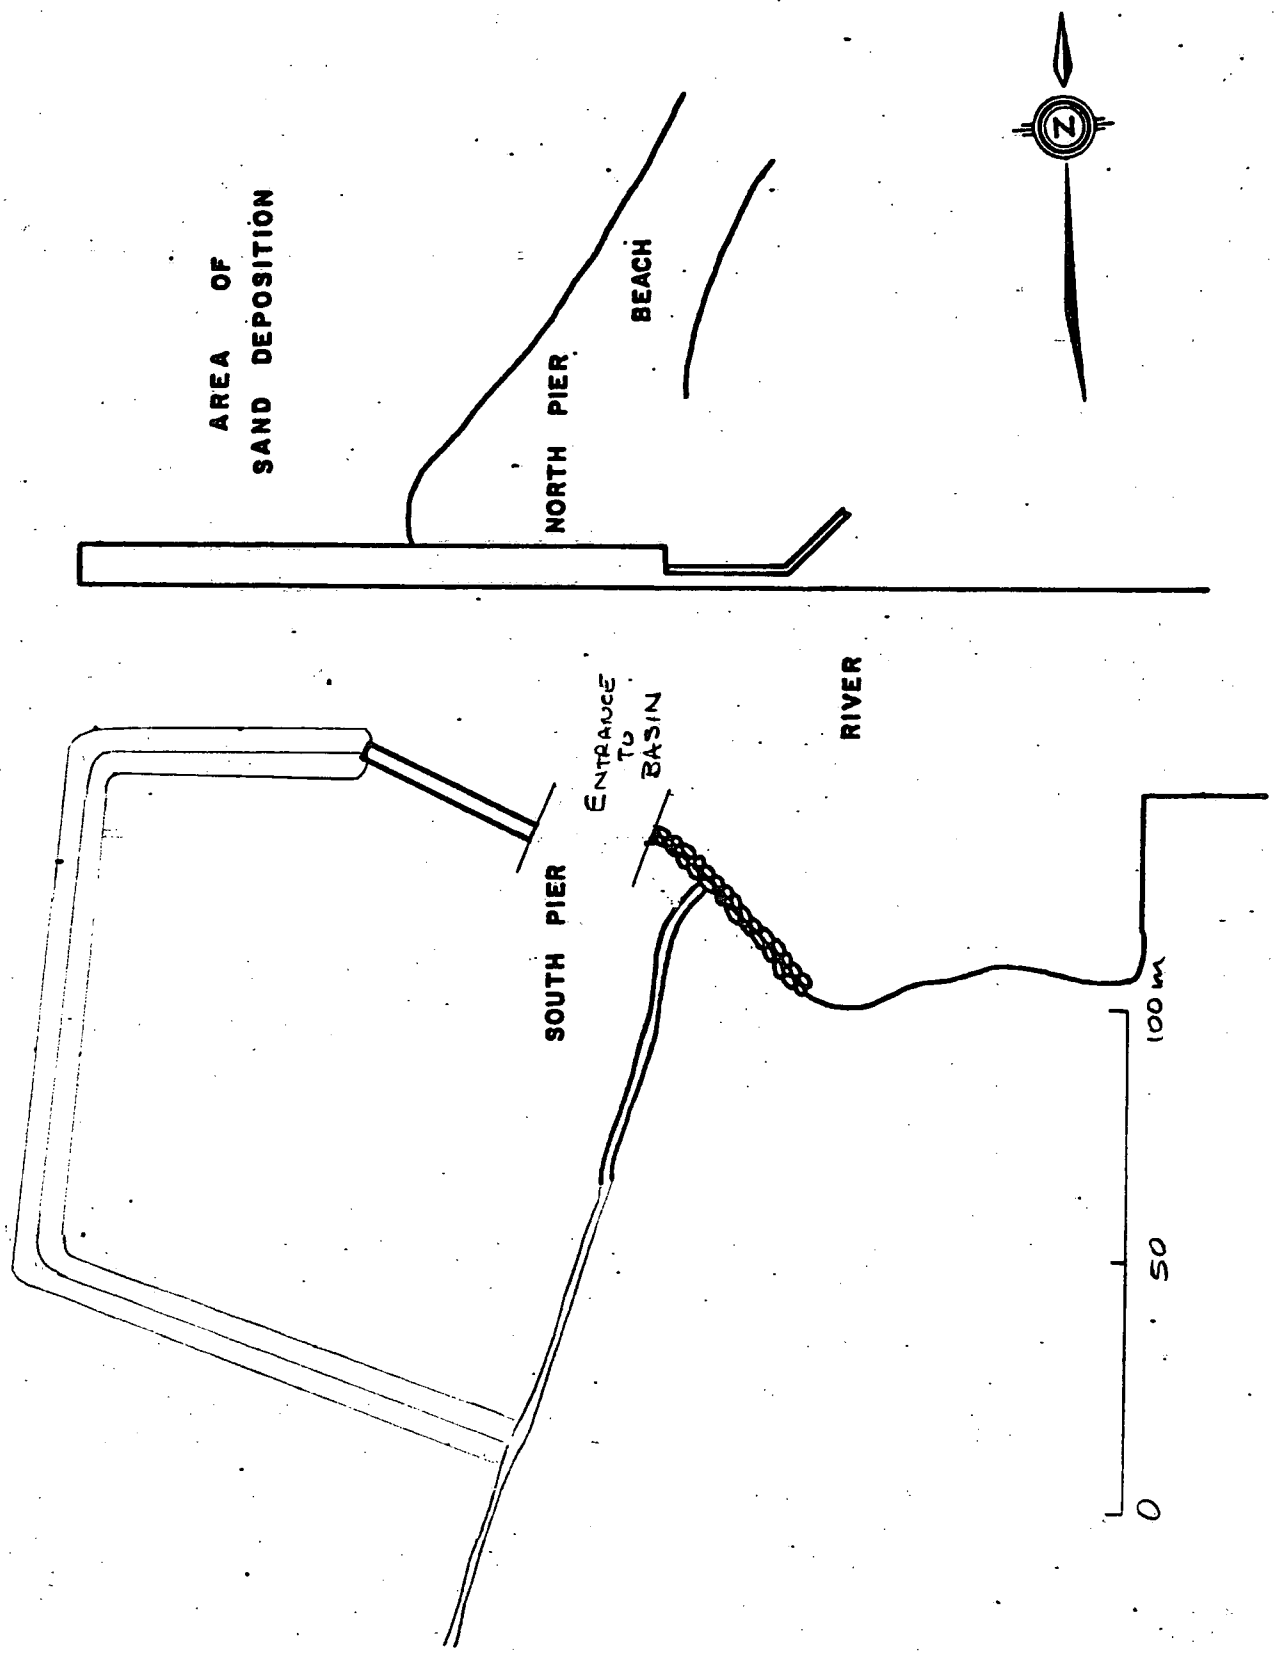 AREA OF
SAND DEPOSITION
BEACH
NORTH PIER
N
RIVER
ENTRANCE
TO
BASIN
SOUTH PIER
0 50 100 m